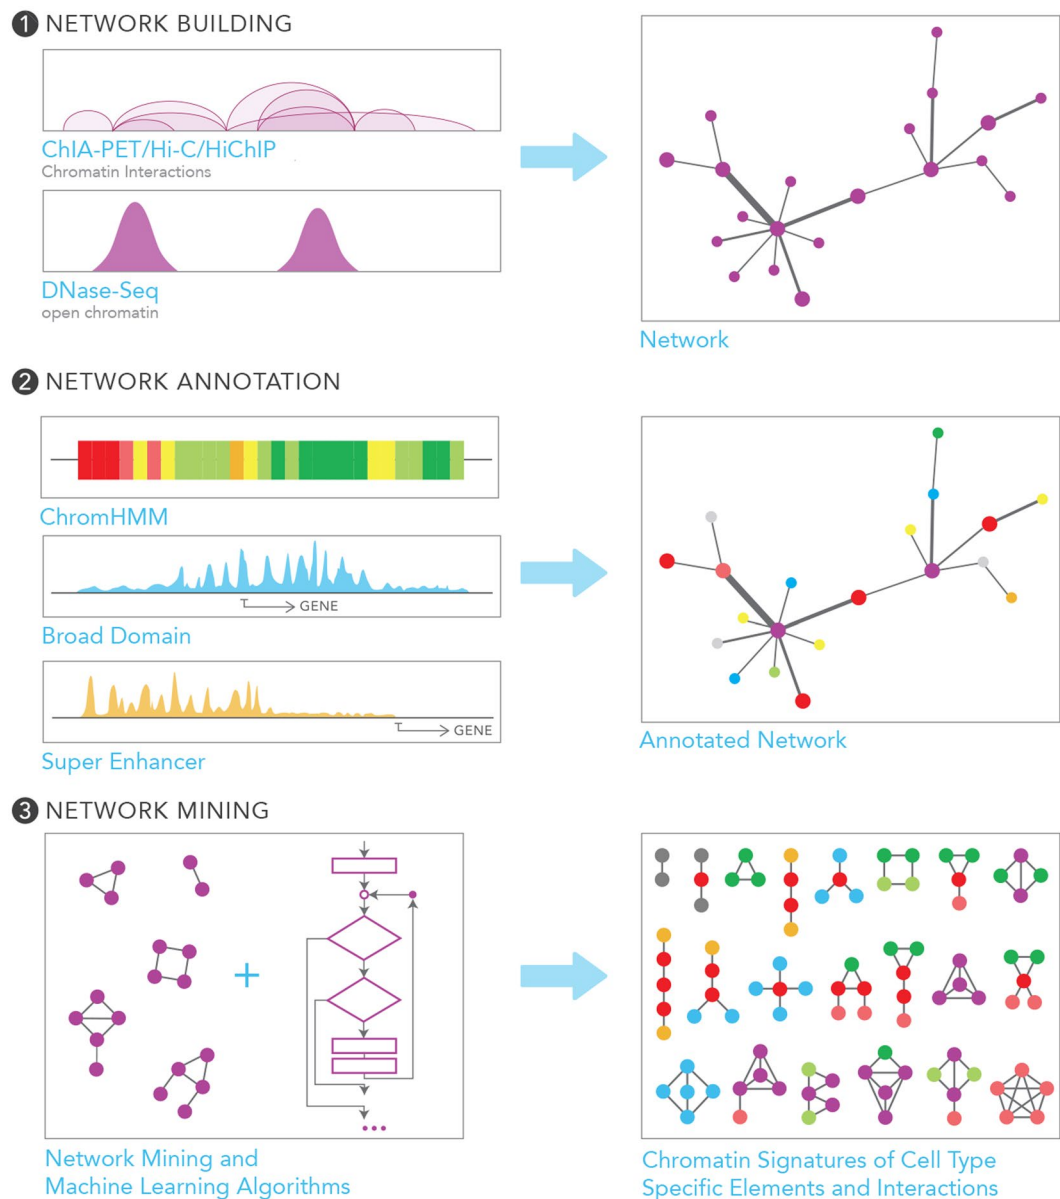 1 NETWORK BUILDING
ChIA-PET/Hi-C/HiChIP
Chromatin Interactions
DNase-Seq
open chromatin
Network
2 NETWORK ANNOTATION
ChromHMM
GENE
Broad Domain
GENE
Super Enhancer
Annotated Network
3 NETWORK MINING
Network Mining and
Machine Learning Algorithms
Chromatin Signatures of Cell Type
Specific Elements and Interactions